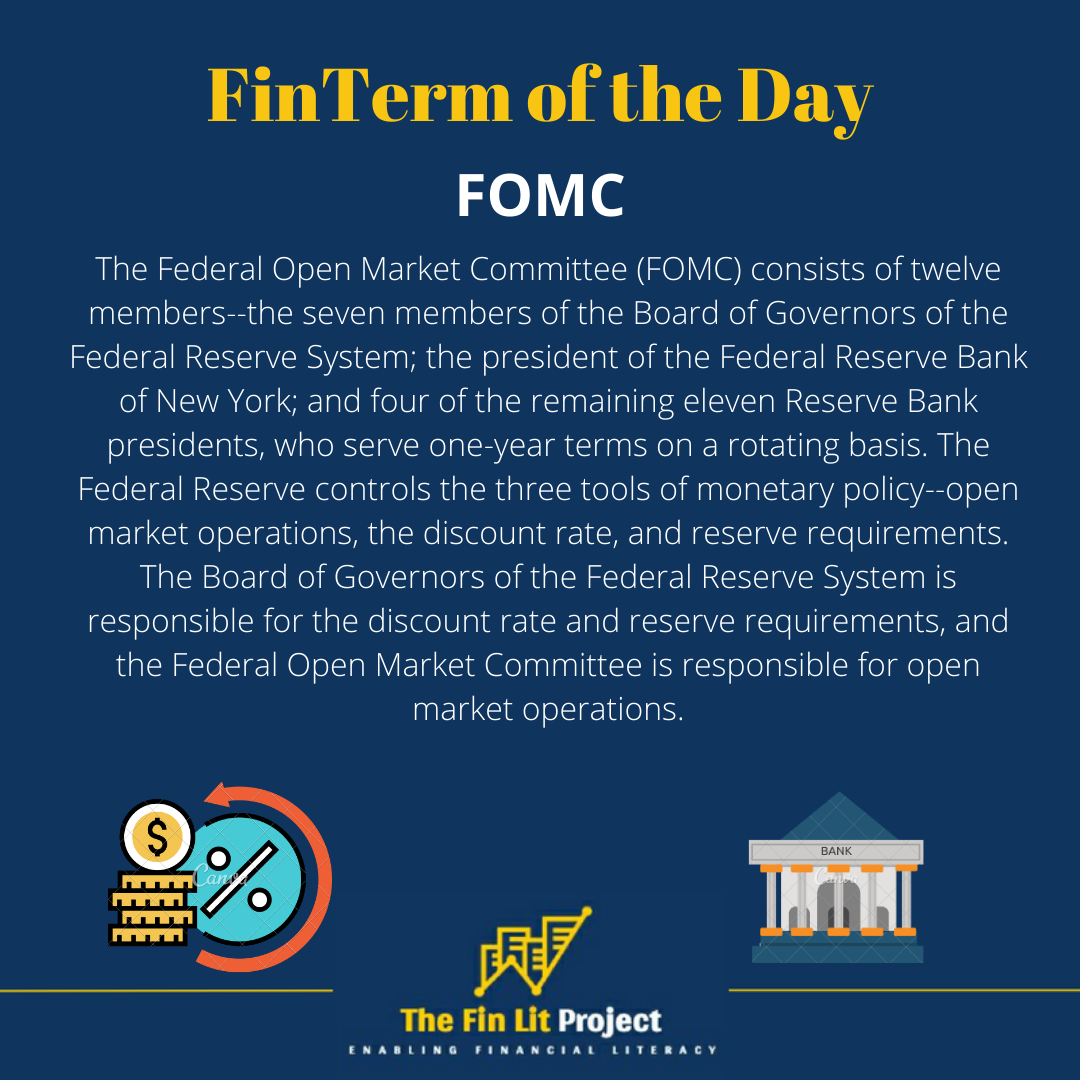 FinTerm of the Day
FOMC
The Federal Open Market Committee (FOMC) consists of twelve
members--the seven members of the Board of Governors of the
Federal Reserve System; the president of the Federal Reserve Bank
of New York; and four of the remaining eleven Reserve Bank
presidents, who serve one-year terms on a rotating basis. The
Federal Reserve controls the three tools of monetary policy--open
market operations, the discount rate, and reserve requirements.
The Board of Governors of the Federal Reserve System is
responsible for the discount rate and reserve requirements, and
the Federal Open Market Committee is responsible for open
market operations.
$
%
Canva
BANK
Canva
The Fin Lit Project
ENABLING FINANCIAL LITERACY